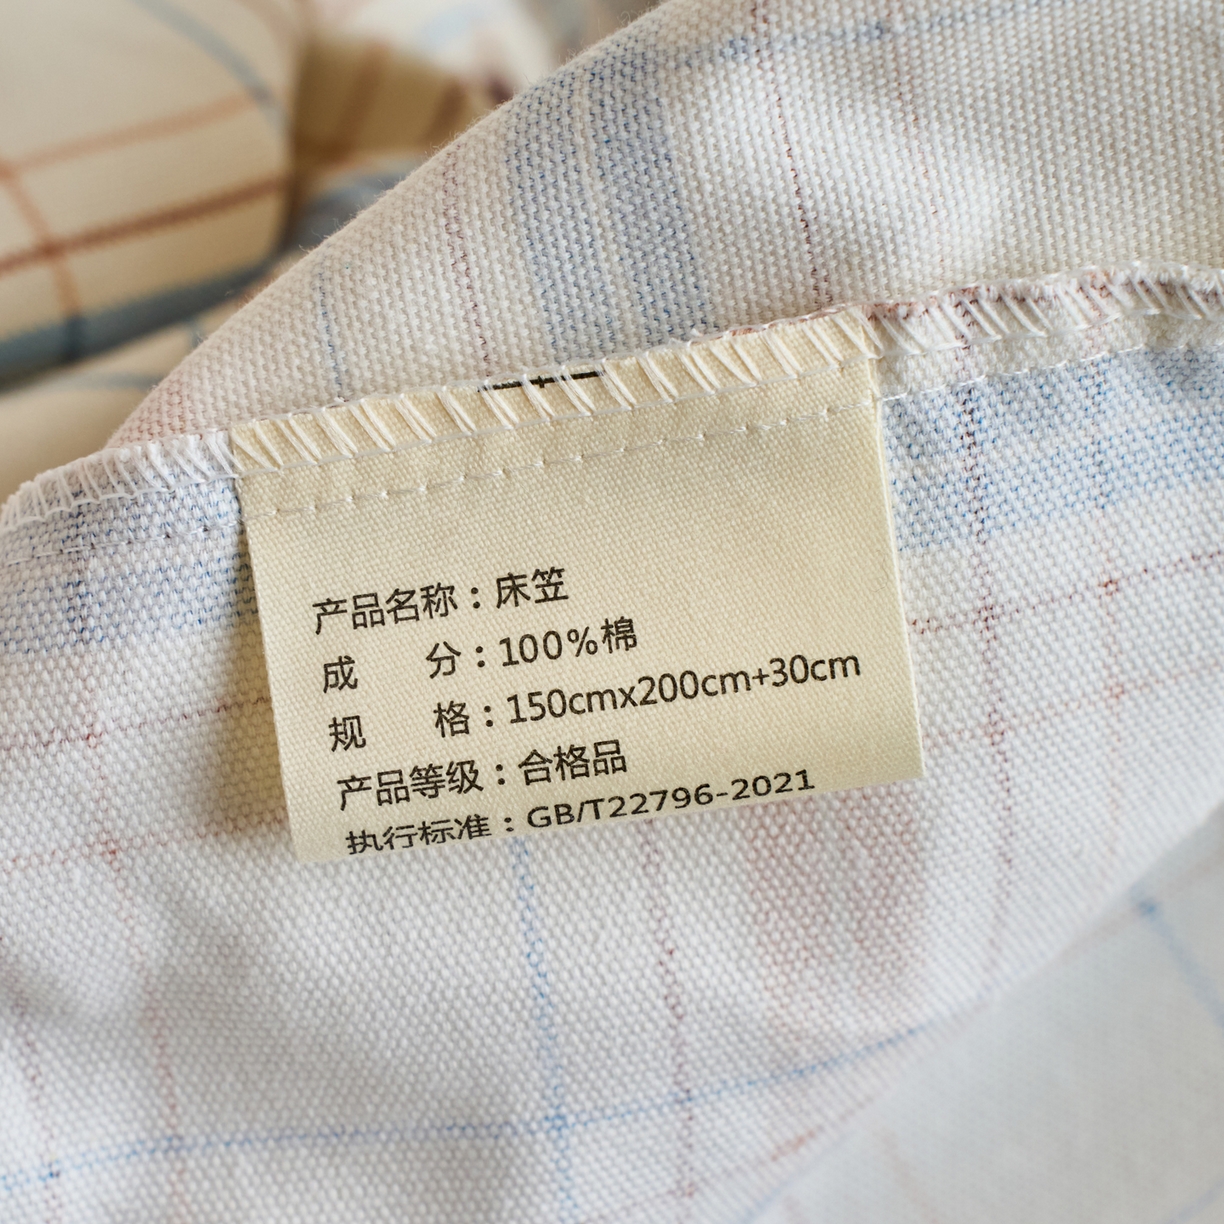 产品名称：床笠
成 分：100%棉
规 格：150cmx200cm+30cm
产品等级：合格品
执行标准：GB/T22796-2021